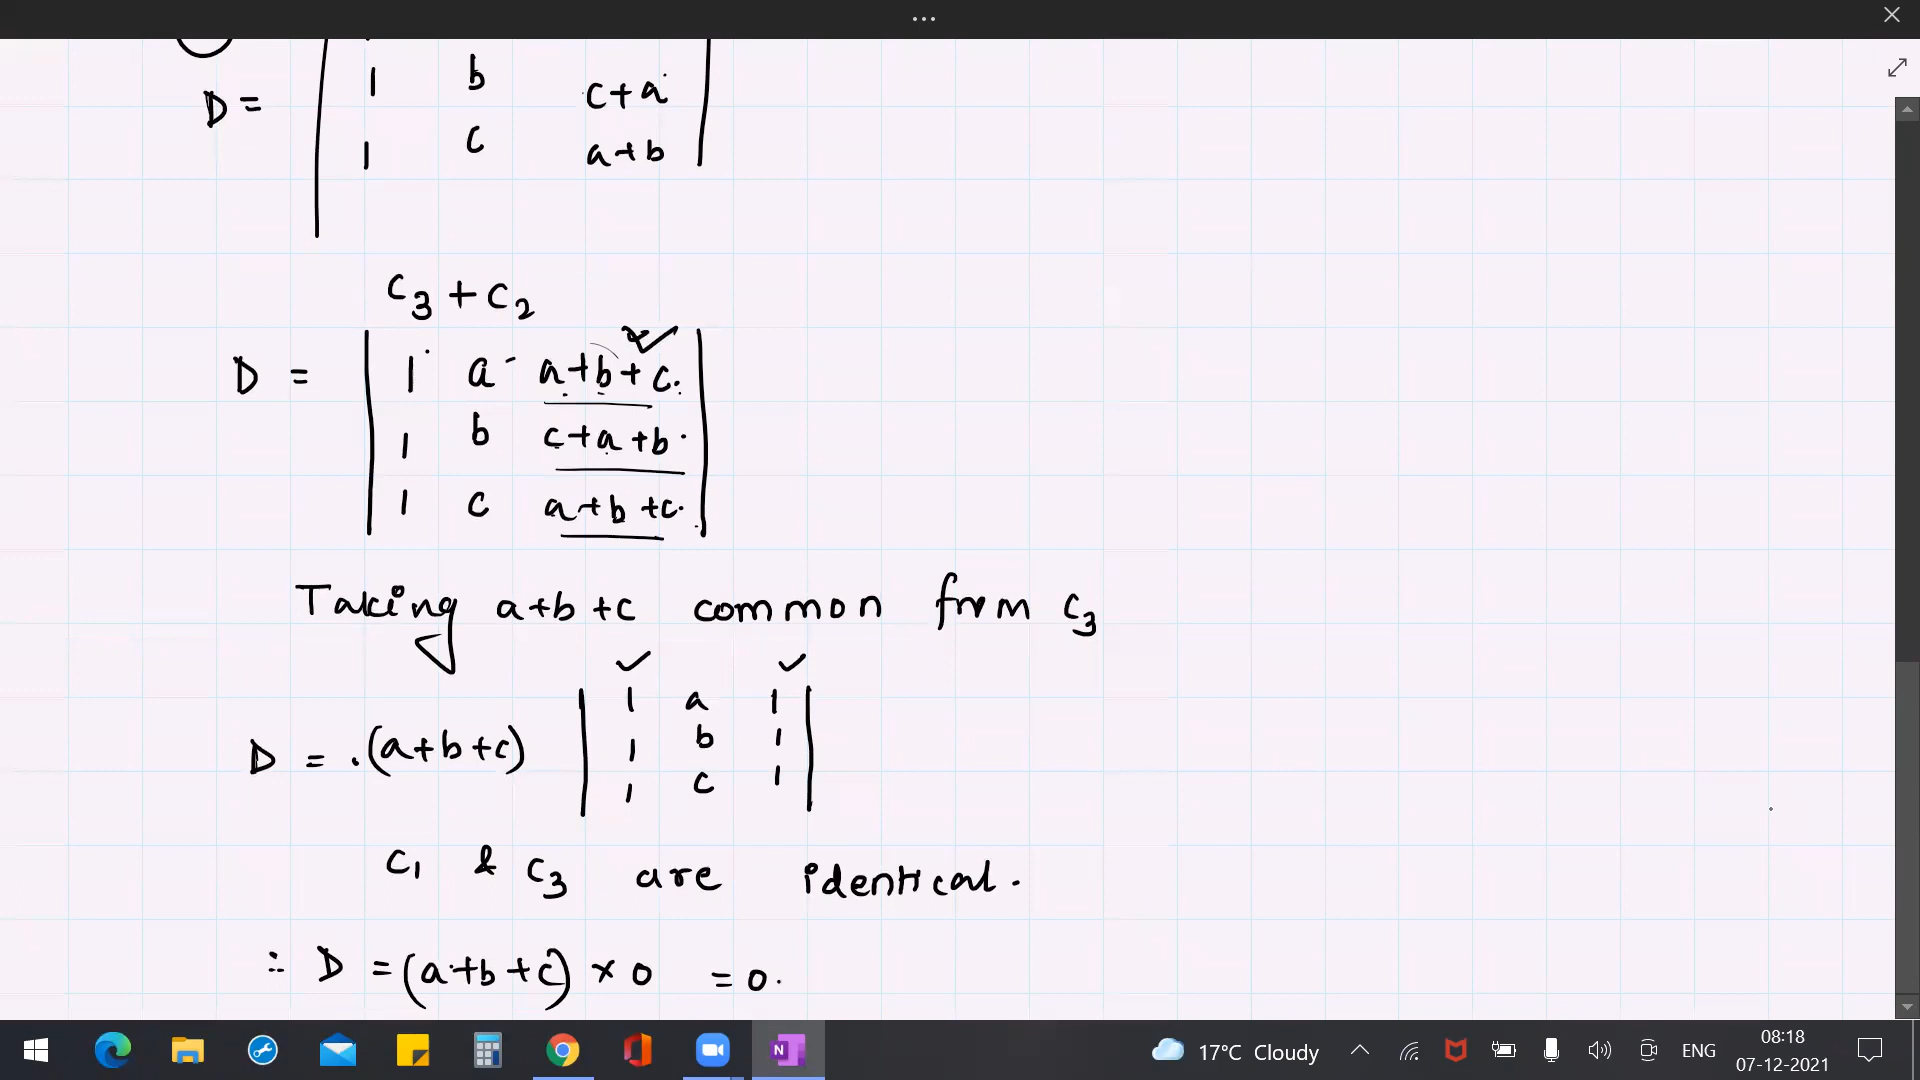 1 b c+a
D =
1 c a+b
c₃ + c₂
D = | 1 a a+b+c |
| 1 b c+a+b |
| 1 c a+b+c |
Taking a+b+c common from c₃
D = (a+b+c) | 1 a 1 |
| 1 b 1 |
| 1 c 1 |
c₁ & c₃ are identical.
∴ D = (a+b+c) × 0 = 0.
17°C Cloudy ENG 08:18
07-12-2021